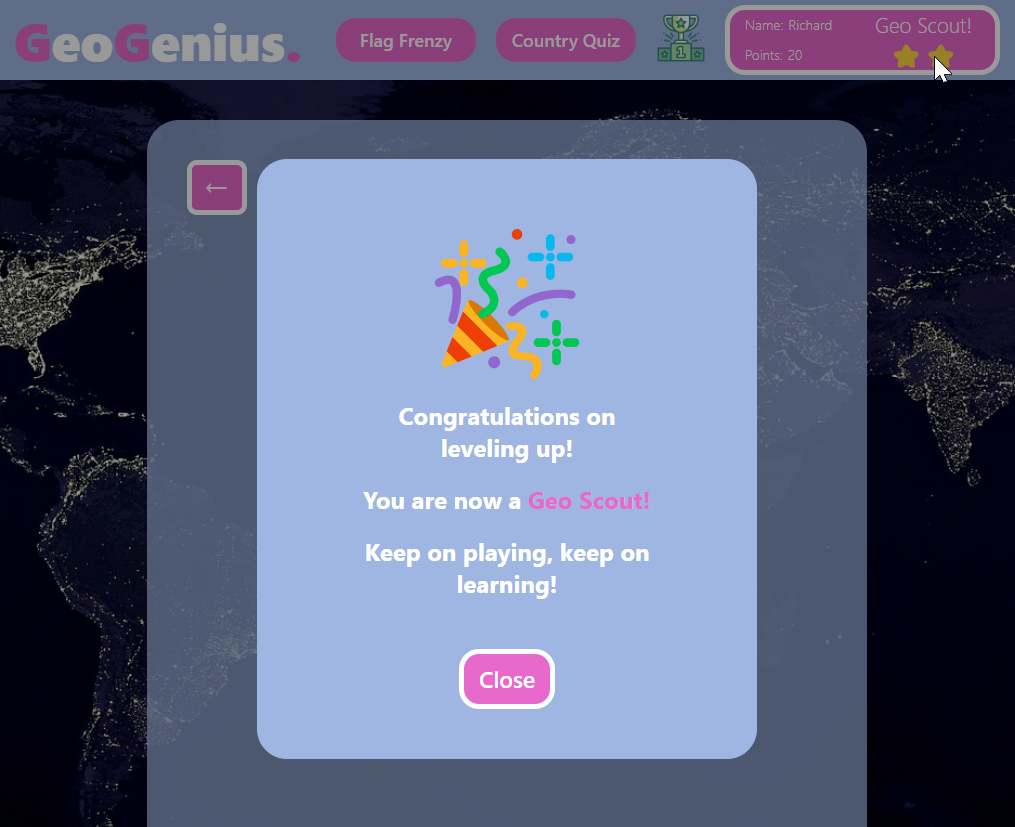 GeoGenius.
Flag Frenzy
Country Quiz
1
Name: Richard
Geo Scout!
Points: 20
←
Congratulations on
leveling up!
You are now a Geo Scout!
Keep on playing, keep on
learning!
Close